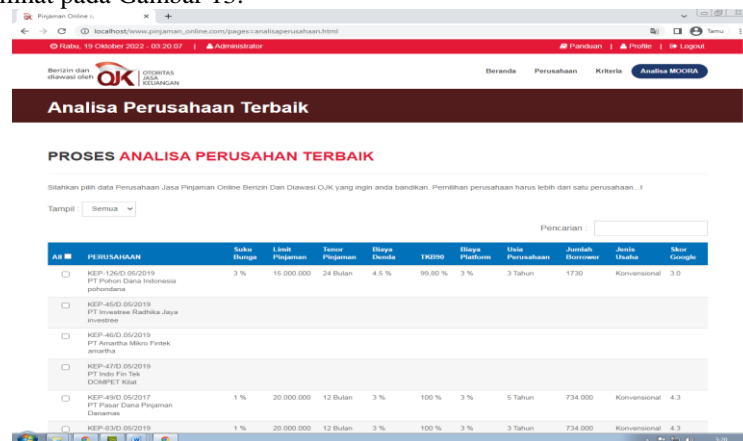 lihat pada Gambar 15.
Pinjaman Online
localhost/www.pinjaman_online.com/pages=analisaperusahaan.html
Tamu
Rabu, 19 Oktober 2022 - 03:20:07 | Administrator
Panduan | Profile | Logout
Berizin dan diawasi oleh OJK OTORITAS JASA KEUANGAN
Beranda Perusahaan Kriteria Analisa MOORA
Analisa Perusahaan Terbaik
PROSES ANALISA PERUSAHAN TERBAIK
Silahkan pilih data Perusahaan Jasa Pinjaman Online Berizin Dan Diawasi OJK yang ingin anda bandikan. Pemilihan perusahaan harus lebih dari satu perusahaan...!
Tampil : Semua
Pencarian :
All PERUSAHAAN Suku Bunga Limit Pinjaman Tenor Pinjaman Biaya Denda TKB90 Biaya Platform Usia Perusahaan Jumlah Borrower Jenis Usaha Skor Google
KEP-126/D.05/2019 3 % 15.000.000 24 Bulan 4.5 % 99,80 % 3 % 3 Tahun 1730 Konvensional 3.0
PT Pohon Dana Indonesia
pohondana
KEP-45/D.05/2019
PT Investree Radhika Jaya
investree
KEP-46/D.05/2019
PT Amartha Mikro Fintek
amartha
KEP-47/D.05/2019
PT Indo Fin Tek
DOMPET Kilat
KEP-49/D.05/2017 1 % 20.000.000 12 Bulan 3 % 100 % 3 % 5 Tahun 734.000 Konvensional 4.3
PT Pasar Dana Pinjaman
Danamas
KEP-83/D.05/2019 1 % 20.000.000 12 Bulan 3 % 100 % 3 % 3 Tahun 734.000 Konvensional 4.3
3:20